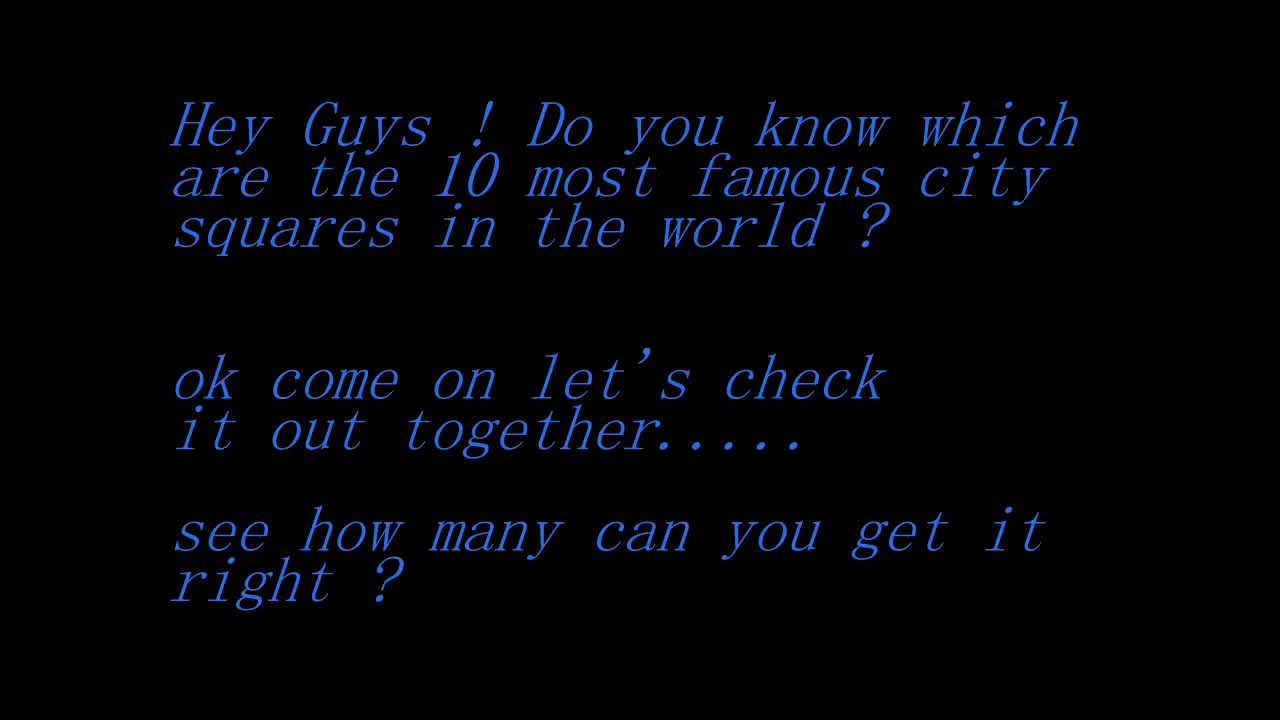 Hey Guys ! Do you know which
are the 10 most famous city
squares in the world ?
ok come on let's check
it out together.....
see how many can you get it
right ?